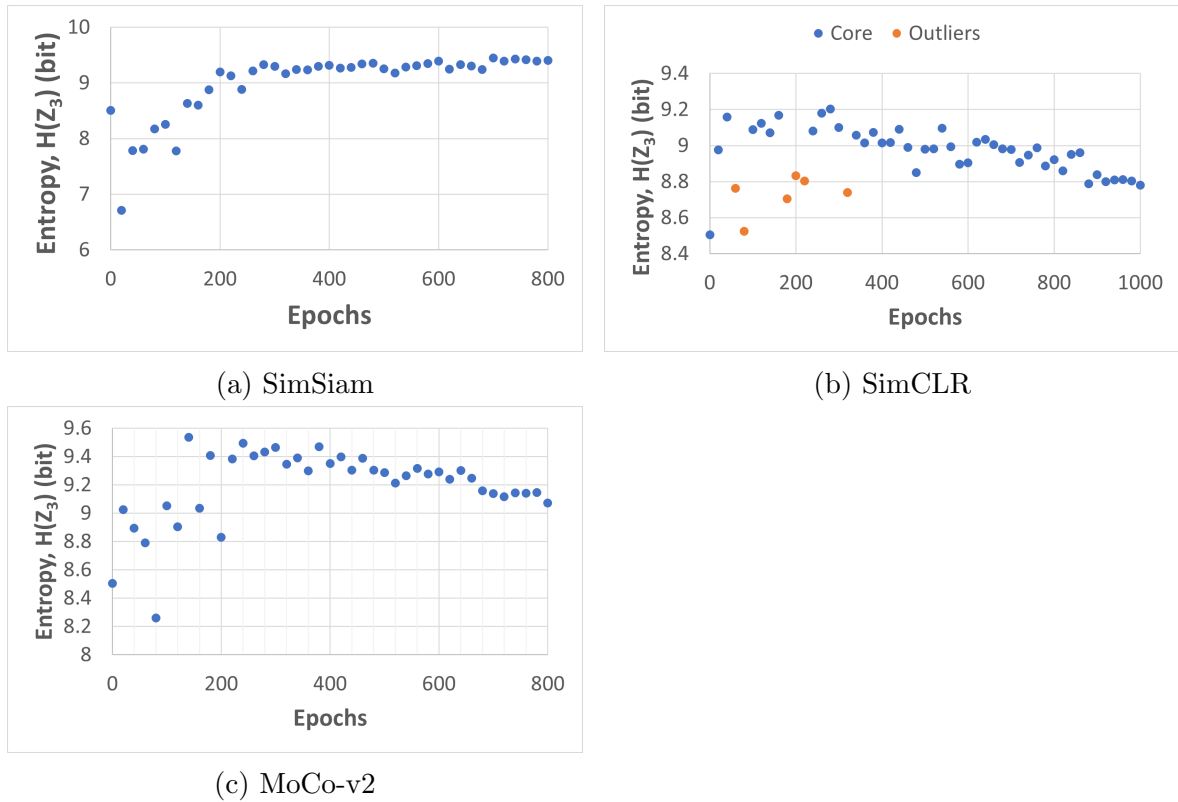 10
9
8
7
6
Entropy, H(Z3) (bit)
0 200 400 600 800
Epochs
(a) SimSiam
Core Outliers
9.4
9.2
9
8.8
8.6
8.4
Entropy, H(Z3) (bit)
0 200 400 600 800 1000
Epochs
(b) SimCLR
9.6
9.4
9.2
9
8.8
8.6
8.4
8.2
8
Entropy, H(Z3) (bit)
0 200 400 600 800
Epochs
(c) MoCo-v2